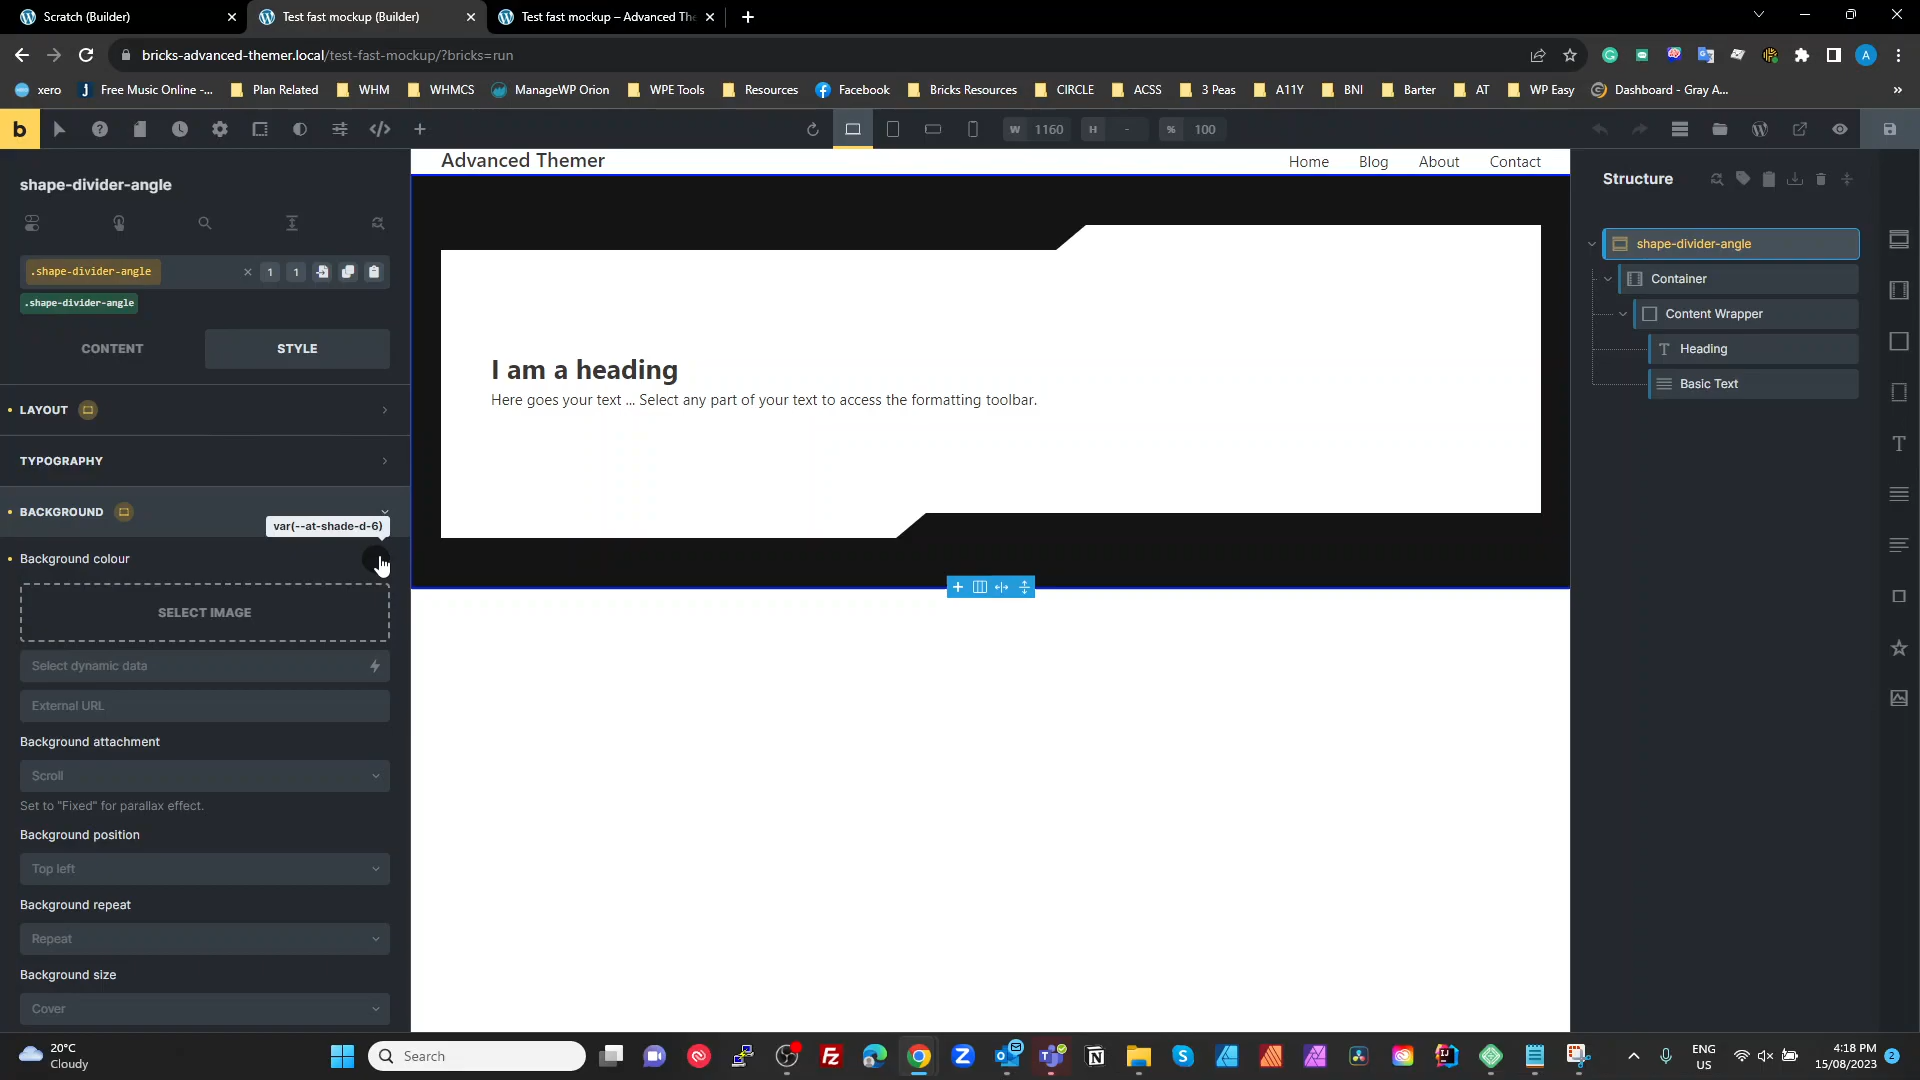 Scratch (Builder)
Test fast mockup (Builder)
Test fast mockup – Advanced The
bricks-advanced-themer.local/test-fast-mockup/?bricks=run
A
xero
Free Music Online -...
Plan Related
WHM
WHMCS
ManageWP Orion
WPE Tools
Resources
Facebook
Bricks Resources
CIRCLE
ACSS
3 Peas
A11Y
BNI
Barter
AT
WP Easy
Dashboard - Gray A...
»
b
W 1160
H -
% 100
shape-divider-angle
.shape-divider-angle
1
1
.shape-divider-angle
CONTENT
STYLE
LAYOUT
TYPOGRAPHY
BACKGROUND
var(--at-shade-d-6)
Background colour
SELECT IMAGE
Select dynamic data
External URL
Background attachment
Scroll
Set to "Fixed" for parallax effect.
Background position
Top left
Background repeat
Repeat
Background size
Cover
Advanced Themer
Home
Blog
About
Contact
I am a heading
Here goes your text ... Select any part of your text to access the formatting toolbar.
Structure
shape-divider-angle
Container
Content Wrapper
Heading
Basic Text
20°C
Cloudy
Search
ENG
US
4:18 PM
15/08/2023
2